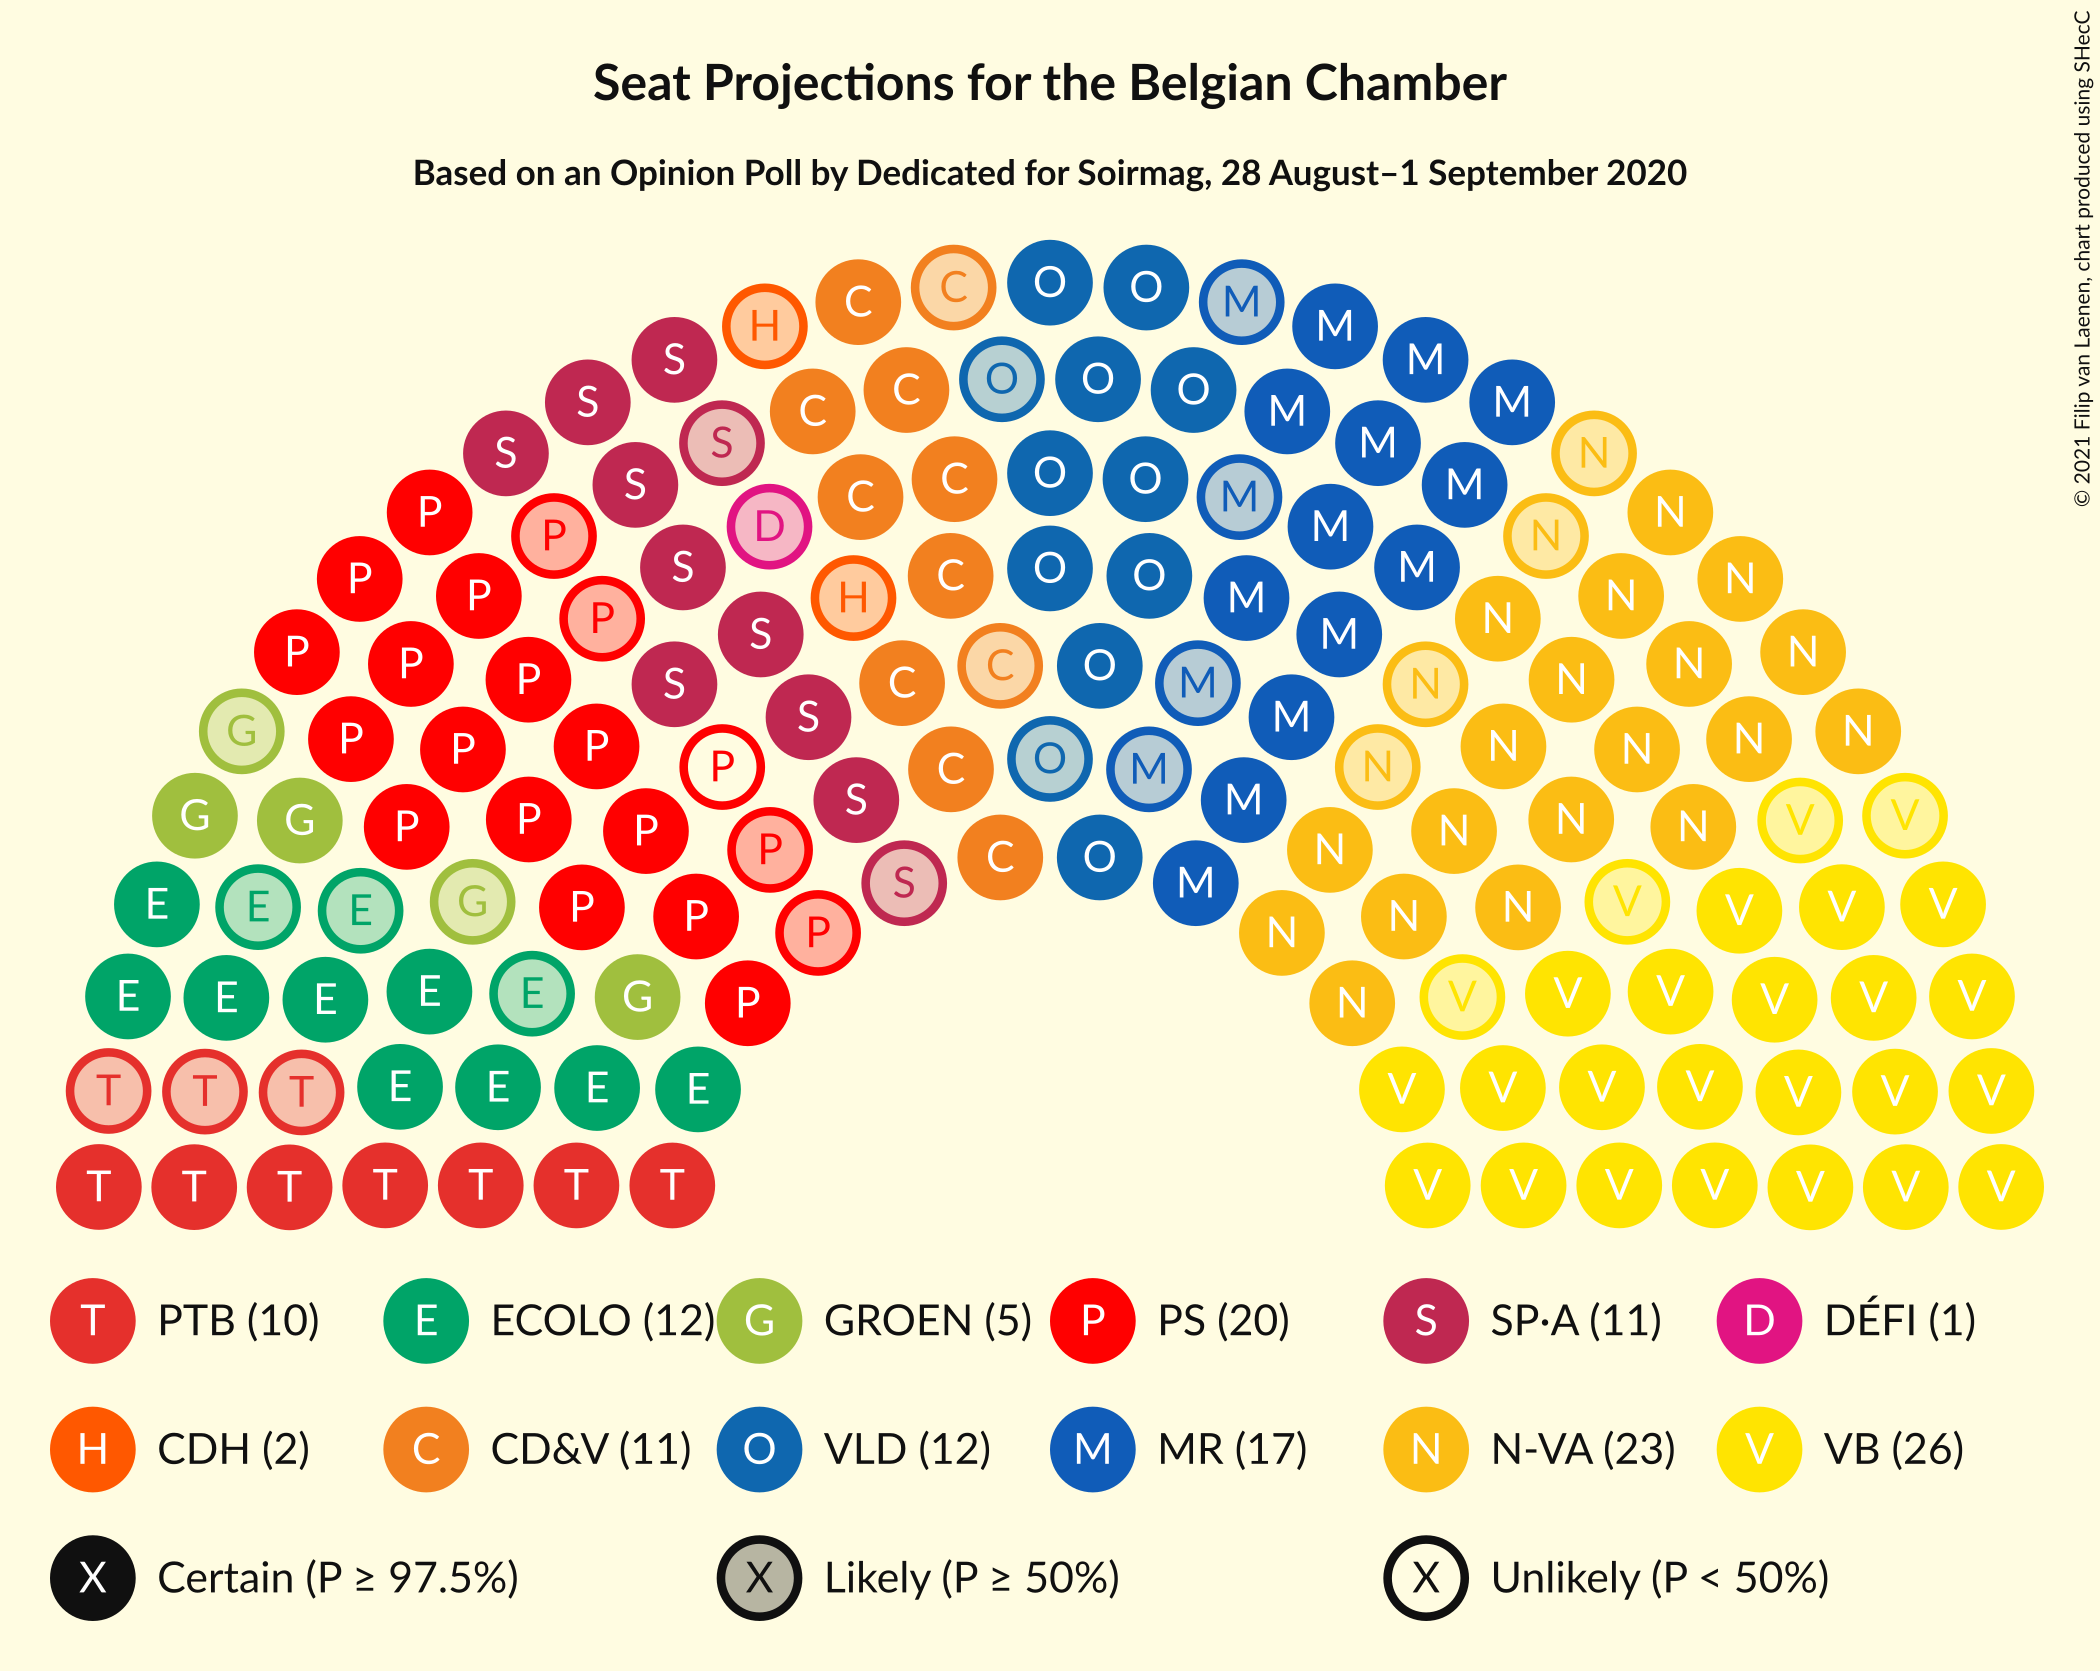 Seat Projections for the Belgian Chamber
Based on an Opinion Poll by Dedicated for Soirmag, 28 August–1 September 2020
© 2021 Filip van Laenen, chart produced using SHecC
O
C O
C M
H M
S M
O
S O O M
S C M
C M
S S M N
C O O
P C M
S D M N
P S M N
C O O
P H M
P S M N
P P N N
P S M N
P C C O M N
P S N N
P P S M N
G P P P C O M N N N
P N
P S M N
G G P P P P C O M N N N N V V
E E E G P P P S M N N N V V V V
E E E E E G P N V V V V V V
T T T E E E E V V V V V V V
T T T T T T T V V V V V V V
T PTB (10) E ECOLO (12) G GROEN (5) P PS (20) S SP·A (11) D DÉFI (1)
H CDH (2) C CD&V (11) O VLD (12) M MR (17) N N-VA (23) V VB (26)
X Certain (P ≥ 97.5%) X Likely (P ≥ 50%) X Unlikely (P < 50%)